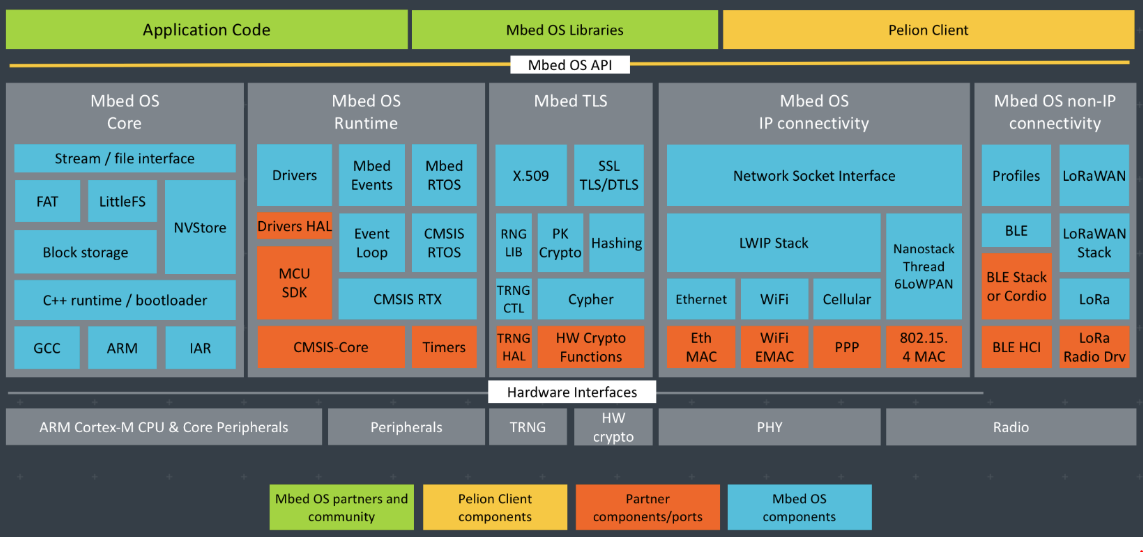 Application Code
Mbed OS Libraries
Pelion Client
Mbed OS API
Mbed OS
Core
Stream / file interface
FAT
LittleFS
NVStore
Block storage
C++ runtime / bootloader
GCC
ARM
IAR
Mbed OS
Runtime
Drivers
Mbed
Events
Mbed
RTOS
Drivers HAL
Event
Loop
CMSIS
RTOS
MCU
SDK
CMSIS RTX
CMSIS-Core
Timers
Mbed TLS
X.509
SSL
TLS/DTLS
RNG
LIB
PK
Crypto
Hashing
TRNG
CTL
Cypher
TRNG
HAL
HW Crypto
Functions
Mbed OS
IP connectivity
Network Socket Interface
LWIP Stack
Nanostack
Thread
6LoWPAN
Ethernet
WiFi
Cellular
Eth
MAC
WiFi
EMAC
PPP
802.15.
4 MAC
Mbed OS non-IP
connectivity
Profiles
LoRaWAN
BLE
LoRaWAN
Stack
BLE Stack
or Cordio
LoRa
BLE HCI
LoRa
Radio Drv
Hardware Interfaces
ARM Cortex-M CPU & Core Peripherals
Peripherals
TRNG
HW
crypto
PHY
Radio
Mbed OS partners and
community
Pelion Client
components
Partner
components/ports
Mbed OS
components